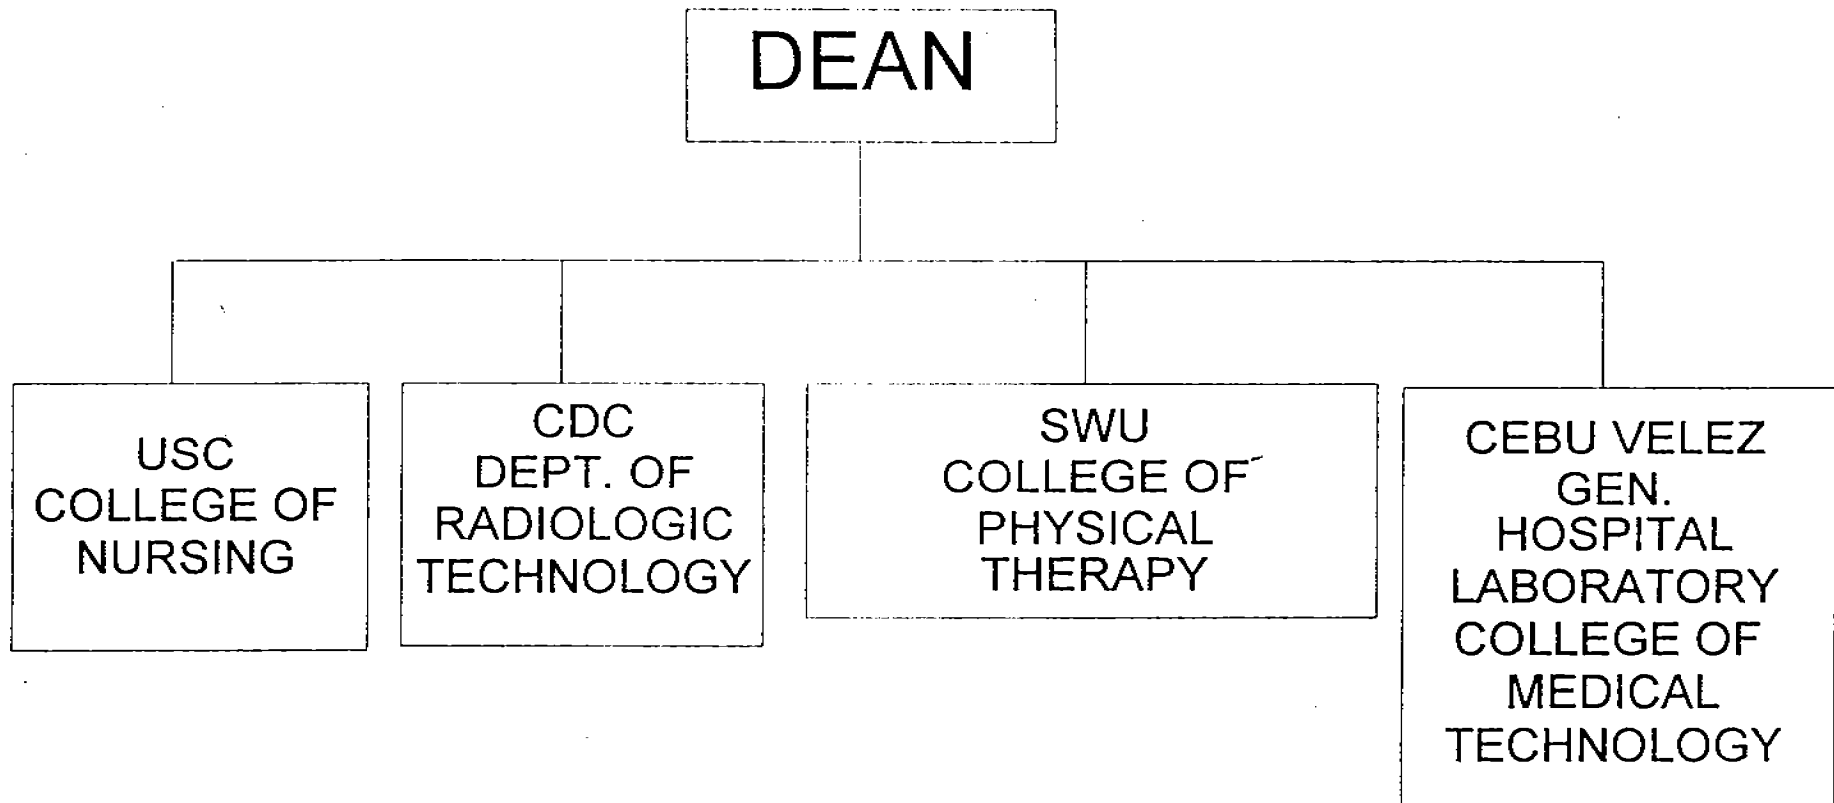 DEAN
USC
COLLEGE OF
NURSING
CDC
DEPT. OF
RADIOLOGIC
TECHNOLOGY
SWU
COLLEGE OF
PHYSICAL
THERAPY
CEBU VELEZ
GEN.
HOSPITAL
LABORATORY
COLLEGE OF
MEDICAL
TECHNOLOGY